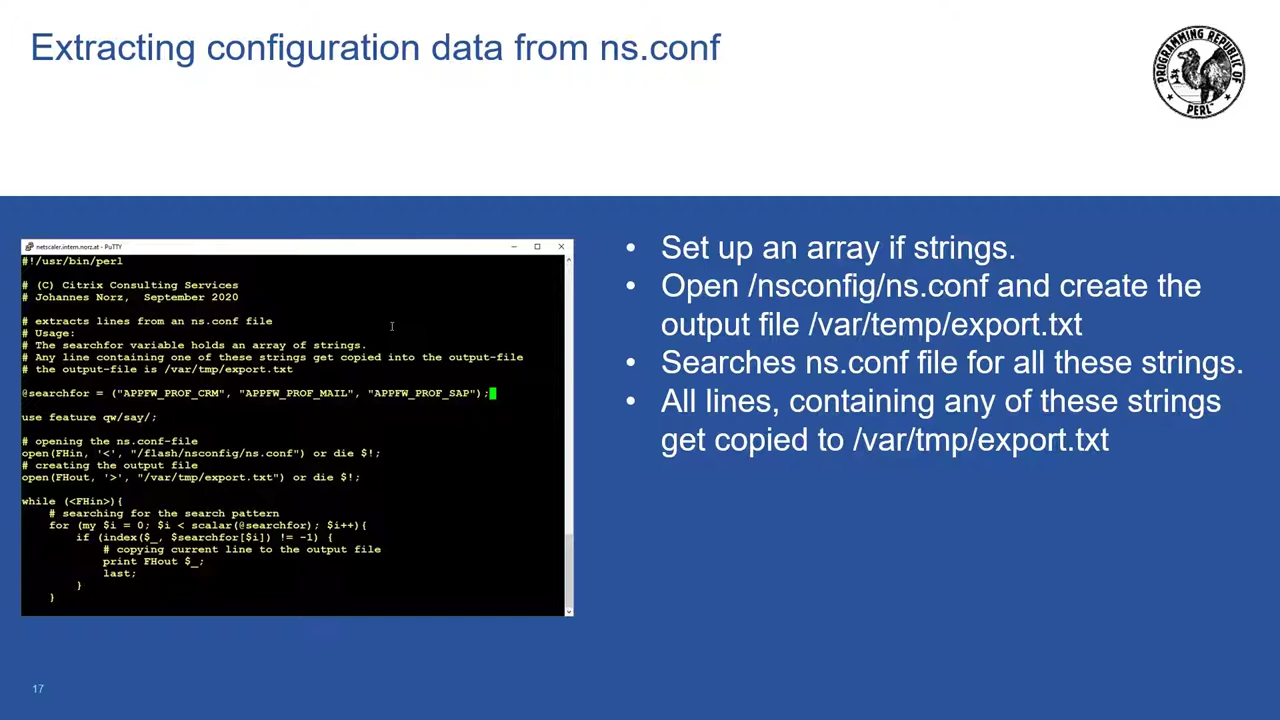 Extracting configuration data from ns.conf
PROGRAMMING REPUBLIC OF
PERL
TM
netscaler.intern.norz.at - PuTTY
#!/usr/bin/perl
# (C) Citrix Consulting Services
# Johannes Norz,  September 2020
# extracts lines from an ns.conf file
# Usage:
# The searchfor variable holds an array of strings.
# Any line containing one of these strings get copied into the output-file
# the output-file is /var/tmp/export.txt
@searchfor = ("APPFW_PROF_CRM", "APPFW_PROF_MAIL", "APPFW_PROF_SAP");
use feature qw/say/;
# opening the ns.conf-file
open(FHin, '<', "/flash/nsconfig/ns.conf") or die $!;
# creating the output file
open(FHout, '>', "/var/tmp/export.txt") or die $!;
while (<FHin>){
    # searching for the search pattern
    for (my $i = 0; $i < scalar(@searchfor); $i++){
        if (index($_, $searchfor[$i]) != -1) {
            # copying current line to the output file
            print FHout $_;
            last;
        }
    }
• Set up an array if strings.
• Open /nsconfig/ns.conf and create the
output file /var/temp/export.txt
• Searches ns.conf file for all these strings.
• All lines, containing any of these strings
get copied to /var/tmp/export.txt
17